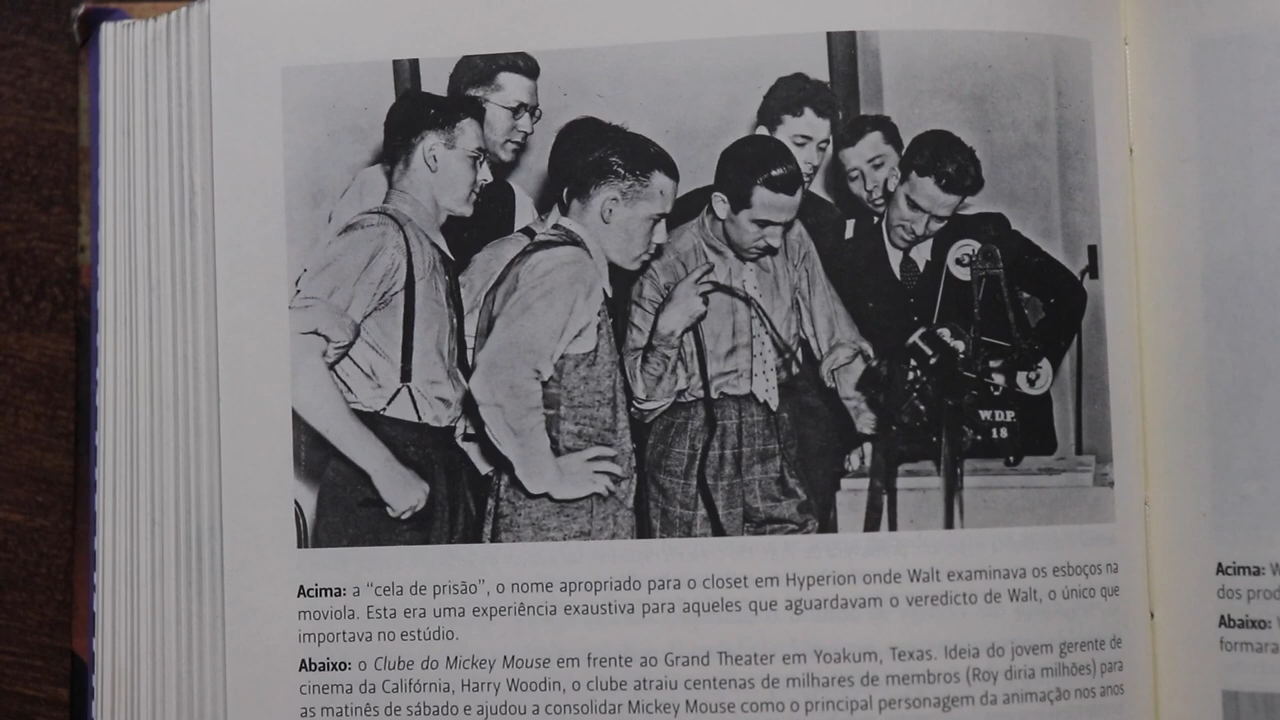 W.D.P.
18
Acima: a “cela de prisão”, o nome apropriado para o closet em Hyperion onde Walt examinava os esboços na
moviola. Esta era uma experiência exaustiva para aqueles que aguardavam o veredicto de Walt, o único que
importava no estúdio.
Abaixo: o Clube do Mickey Mouse em frente ao Grand Theater em Yoakum, Texas. Ideia do jovem gerente de
cinema da Califórnia, Harry Woodin, o clube atraiu centenas de milhares de membros (Roy diria milhões) para
as matinês de sábado e ajudou a consolidar Mickey Mouse como o principal personagem da animação nos anos
Acima:
dos prod
Abaixo:
formara